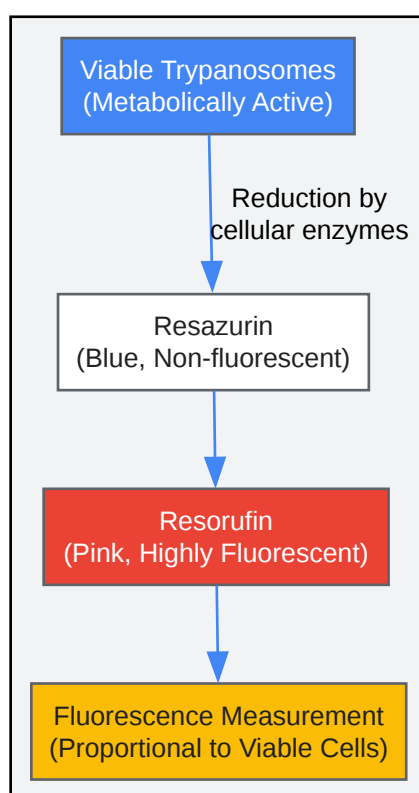 Viable Trypanosomes
(Metabolically Active)
Reduction by
cellular enzymes
Resazurin
(Blue, Non-fluorescent)
Resorufin
(Pink, Highly Fluorescent)
Fluorescence Measurement
(Proportional to Viable Cells)